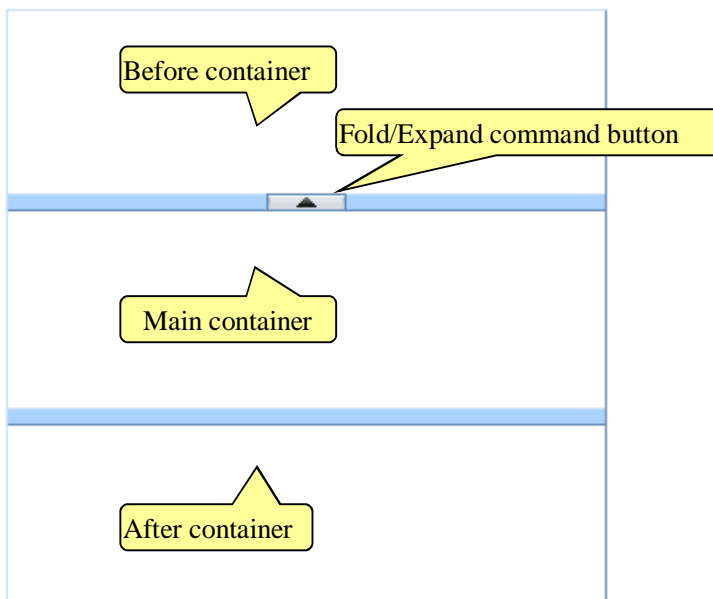 Before container
Fold/Expand command button
Main container
After container